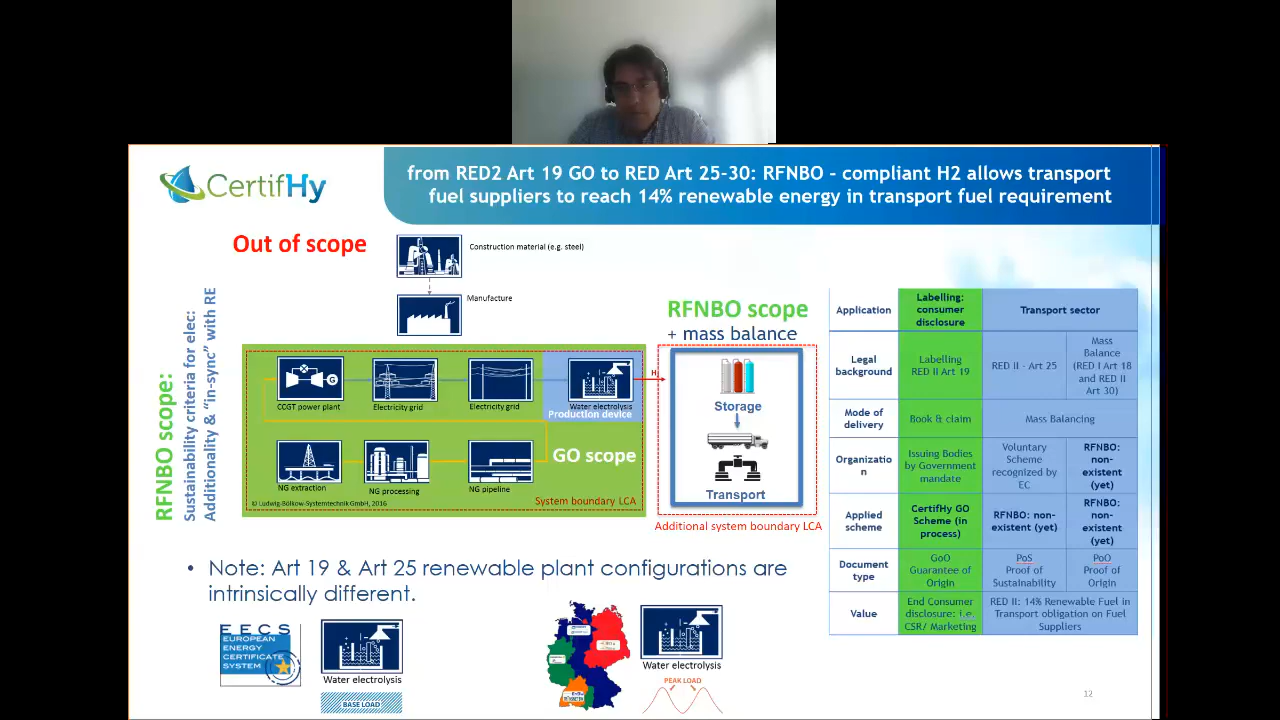 CertifHy
from RED2 Art 19 GO to RED Art 25-30: RFNBO - compliant H2 allows transport
fuel suppliers to reach 14% renewable energy in transport fuel requirement
Out of scope
Construction material (e.g. steel)
Manufacture
RFNBO scope:
Sustainability criteria for elec:
Additionality & "in-sync" with RE
RFNBO scope
+ mass balance
G
CCGT power plant
Electricity grid
Electricity grid
Water electrolysis
Production device
H
GO scope
NG extraction
NG processing
NG pipeline
System boundary LCA
© Ludwig-Bölkow-Systemtechnik GmbH, 2016
Storage
Transport
Additional system boundary LCA
Application
Labelling:
consumer
disclosure
Transport sector
Legal
background
Labelling
RED II Art 19
RED II - Art 25
Mass
Balance
(RED I Art 18
and RED II
Art 30)
Mode of
delivery
Book & claim
Mass Balancing
Organizatio
n
Issuing Bodies
by Government
mandate
Voluntary
Scheme
recognized by
EC
RFNBO:
non-
existent
(yet)
Applied
scheme
CertifHy GO
Scheme (in
process)
RFNBO: non-
existent (yet)
RFNBO:
non-
existent
(yet)
Document
type
GoO
Guarantee of
Origin
PoS
Proof of
Sustainability
PoO
Proof of
Origin
Value
End Consumer
disclosure: i.e.
CSR/ Marketing
RED II: 14% Renewable Fuel in
Transport obligation on Fuel
Suppliers
• Note: Art 19 & Art 25 renewable plant configurations are
intrinsically different.
EECS
EUROPEAN
ENERGY
CERTIFICATE
SYSTEM
Water electrolysis
BASE LOAD
Water electrolysis
PEAK LOAD
12